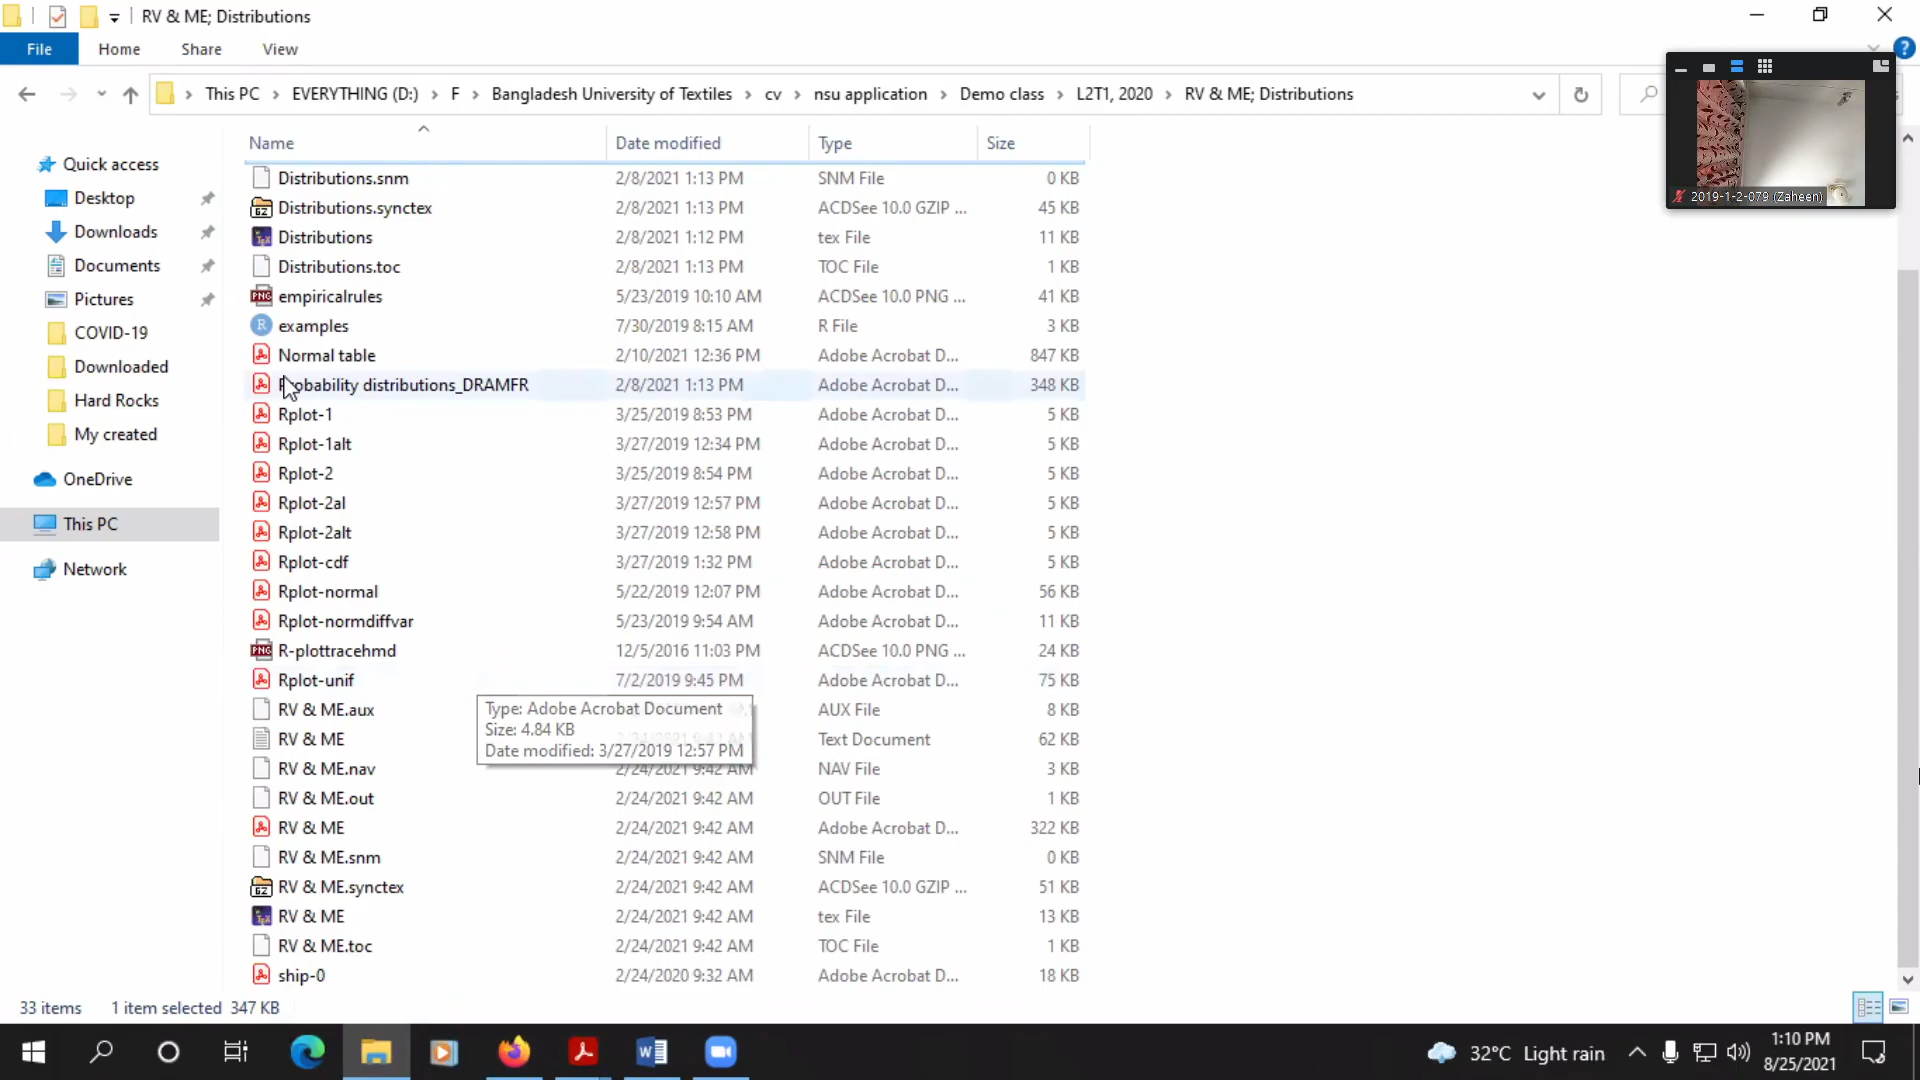 RV & ME; Distributions
File Home Share View
This PC EVERYTHING (D:) F Bangladesh University of Textiles cv nsu application Demo class L2T1, 2020 RV & ME; Distributions
2019-1-2-079 (Zaheen)
Quick access
Desktop
Downloads
Documents
Pictures
COVID-19
Downloaded
Hard Rocks
My created
OneDrive
This PC
Network
Name Date modified Type Size
Distributions.snm 2/8/2021 1:13 PM SNM File 0 KB
Distributions.synctex 2/8/2021 1:13 PM ACDSee 10.0 GZIP ... 45 KB
Distributions 2/8/2021 1:12 PM tex File 11 KB
Distributions.toc 2/8/2021 1:13 PM TOC File 1 KB
empiricalrules 5/23/2019 10:10 AM ACDSee 10.0 PNG ... 41 KB
examples 7/30/2019 8:15 AM R File 3 KB
Normal table 2/10/2021 12:36 PM Adobe Acrobat D... 847 KB
Probability distributions_DRAMFR 2/8/2021 1:13 PM Adobe Acrobat D... 348 KB
Rplot-1 3/25/2019 8:53 PM Adobe Acrobat D... 5 KB
Rplot-1alt 3/27/2019 12:34 PM Adobe Acrobat D... 5 KB
Rplot-2 3/25/2019 8:54 PM Adobe Acrobat D... 5 KB
Rplot-2al 3/27/2019 12:57 PM Adobe Acrobat D... 5 KB
Rplot-2alt 3/27/2019 12:58 PM Adobe Acrobat D... 5 KB
Rplot-cdf 3/27/2019 1:32 PM Adobe Acrobat D... 5 KB
Rplot-normal 5/22/2019 12:07 PM Adobe Acrobat D... 56 KB
Rplot-normdiffvar 5/23/2019 9:54 AM Adobe Acrobat D... 11 KB
R-plottracehmd 12/5/2016 11:03 PM ACDSee 10.0 PNG ... 24 KB
Rplot-unif 7/2/2019 9:45 PM Adobe Acrobat D... 75 KB
RV & ME.aux AUX File 8 KB
RV & ME Text Document 62 KB
RV & ME.nav 2/24/2021 9:42 AM NAV File 3 KB
RV & ME.out 2/24/2021 9:42 AM OUT File 1 KB
RV & ME 2/24/2021 9:42 AM Adobe Acrobat D... 322 KB
RV & ME.snm 2/24/2021 9:42 AM SNM File 0 KB
RV & ME.synctex 2/24/2021 9:42 AM ACDSee 10.0 GZIP ... 51 KB
RV & ME 2/24/2021 9:42 AM tex File 13 KB
RV & ME.toc 2/24/2021 9:42 AM TOC File 1 KB
ship-0 2/24/2020 9:32 AM Adobe Acrobat D... 18 KB
Type: Adobe Acrobat Document
Size: 4.84 KB
Date modified: 3/27/2019 12:57 PM
33 items 1 item selected 347 KB
32°C Light rain
1:10 PM
8/25/2021